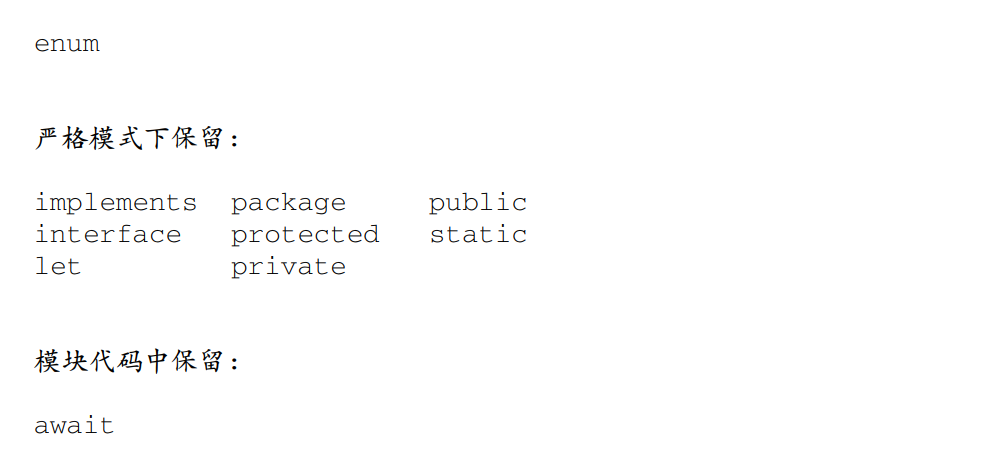 enum
严格模式下保留：
implements  package     public
interface   protected   static
let         private
模块代码中保留：
await